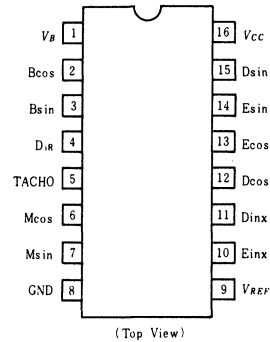 VB 1 16 VCC
Bcos 2 15 Dsin
Bsin 3 14 Esin
DiR 4 13 Ecos
TACHO 5 12 Dcos
Mcos 6 11 Dinx
Msin 7 10 Einx
GND 8 9 VREF
(Top View)